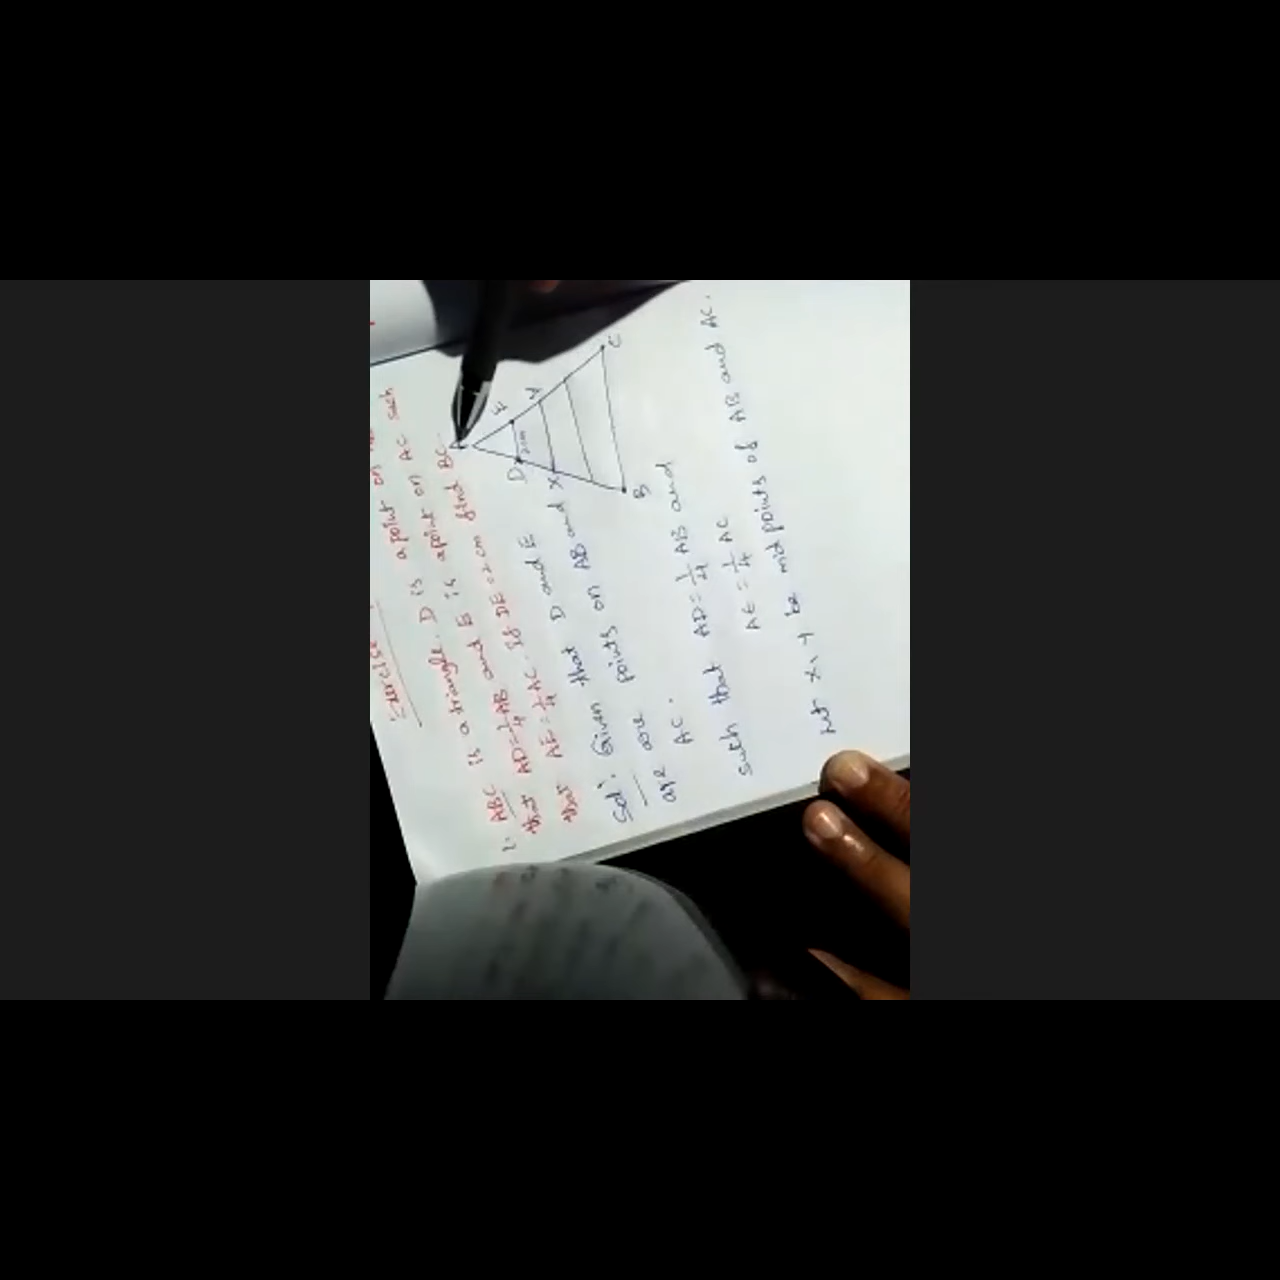 Exercise
1. ABC is a triangle. D is a point on AB such
that AD = 1/4 AB and E is a point on AC such
that AE = 1/4 AC. If DE = 2 cm find BC.
Sol: Given that D and E
are are points on AB and
AC.
such that AD = 1/4 AB and
AE = 1/4 AC
Let X, Y be mid points of AB and AC.
D
E
2cm
X
Y
B
C